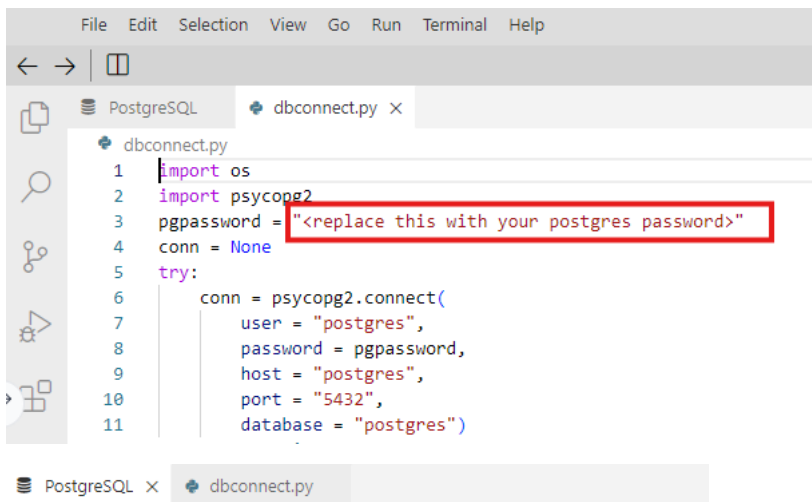 File Edit Selection View Go Run Terminal Help
PostgreSQL dbconnect.py
dbconnect.py
1 import os
2 import psycopg2
3 pgpassword = "<replace this with your postgres password>"
4 conn = None
5 try:
6 conn = psycopg2.connect(
7 user = "postgres",
8 password = pgpassword,
9 host = "postgres",
10 port = "5432",
11 database = "postgres")
PostgreSQL dbconnect.py